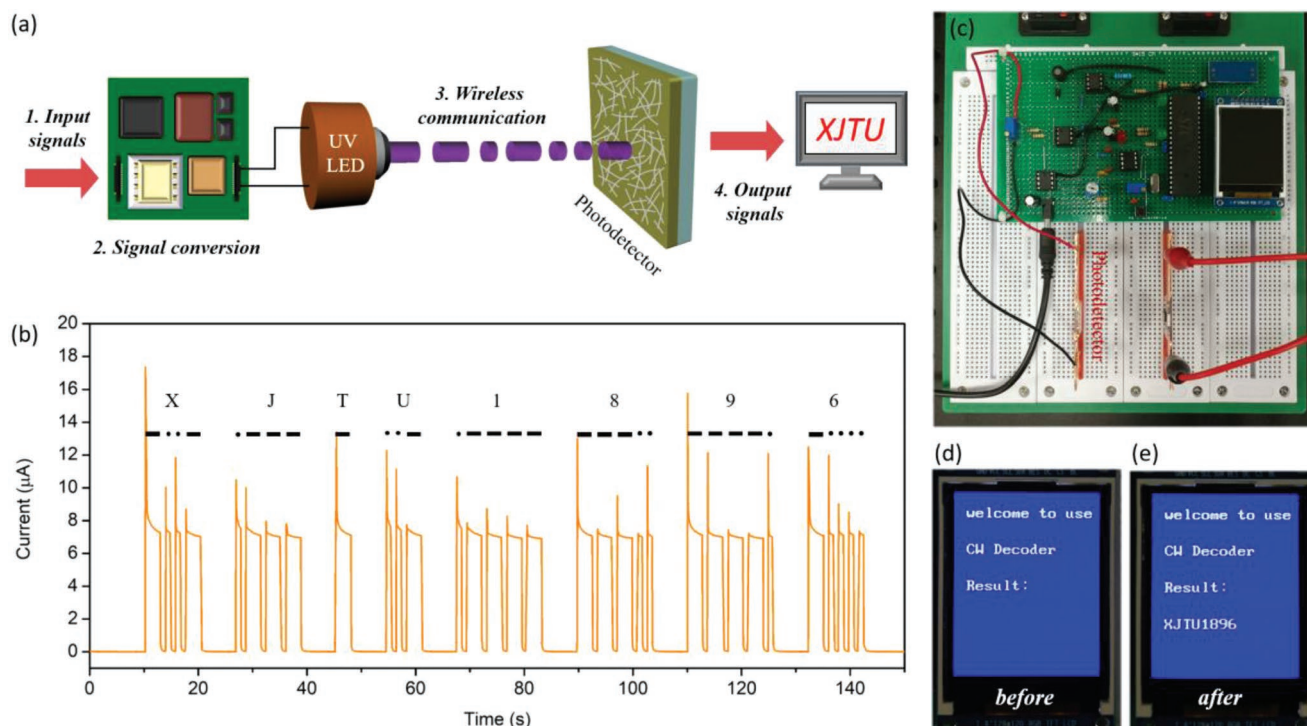 (a)
1. Input
signals
2. Signal conversion
UV
LED
3. Wireless
communication
Photodetector
4. Output
signals
XJTU
(b)
Current (μA)
20
18
16
14
12
10
8
6
4
2
0
X J T U 1 8 9 6
0 20 40 60 80 100 120 140
Time (s)
(c)
Photodetector
(d)
welcome to use
CW Decoder
Result:
before
(e)
welcome to use
CW Decoder
Result:
XJTU1896
after